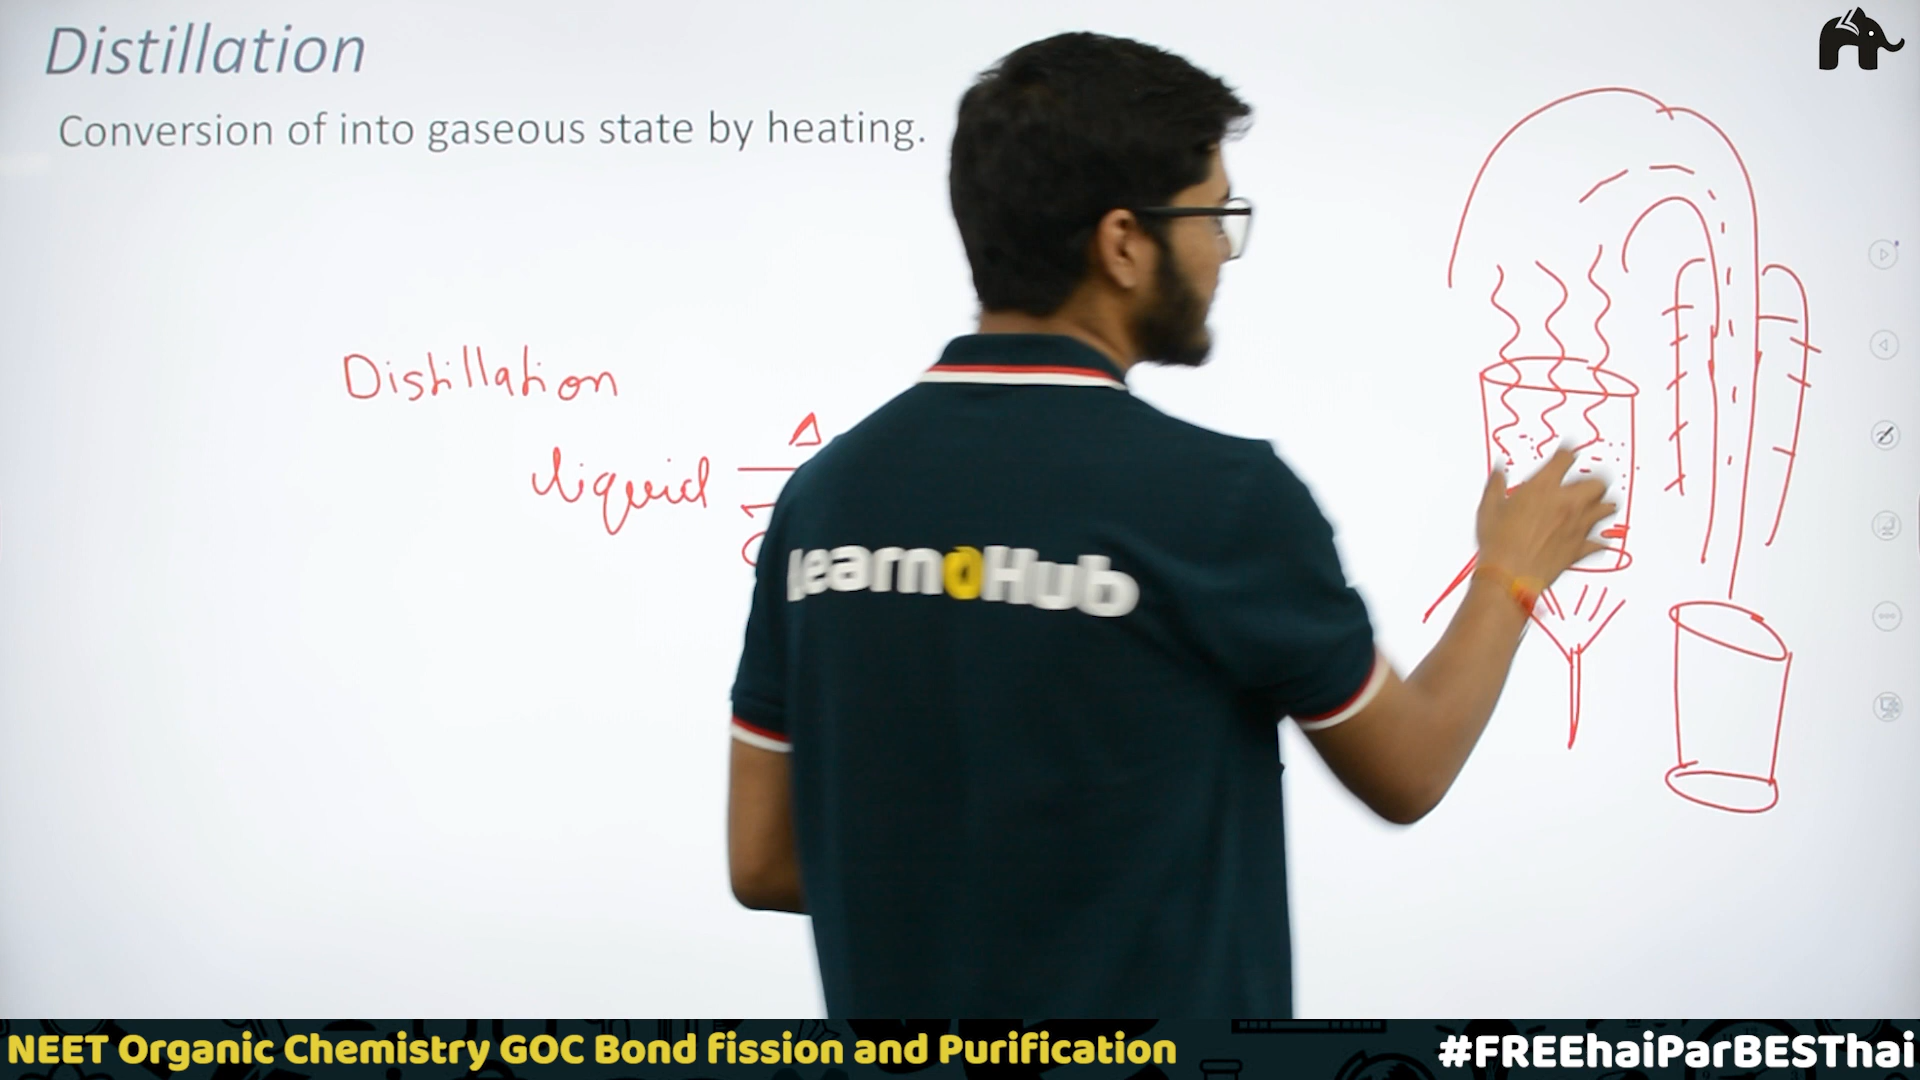 Distillation
Conversion of into gaseous state by heating.
Distillation
Δ
liquid
LearnoHub
NEET Organic Chemistry GOC Bond fission and Purification
#FREEhaiParBESThai